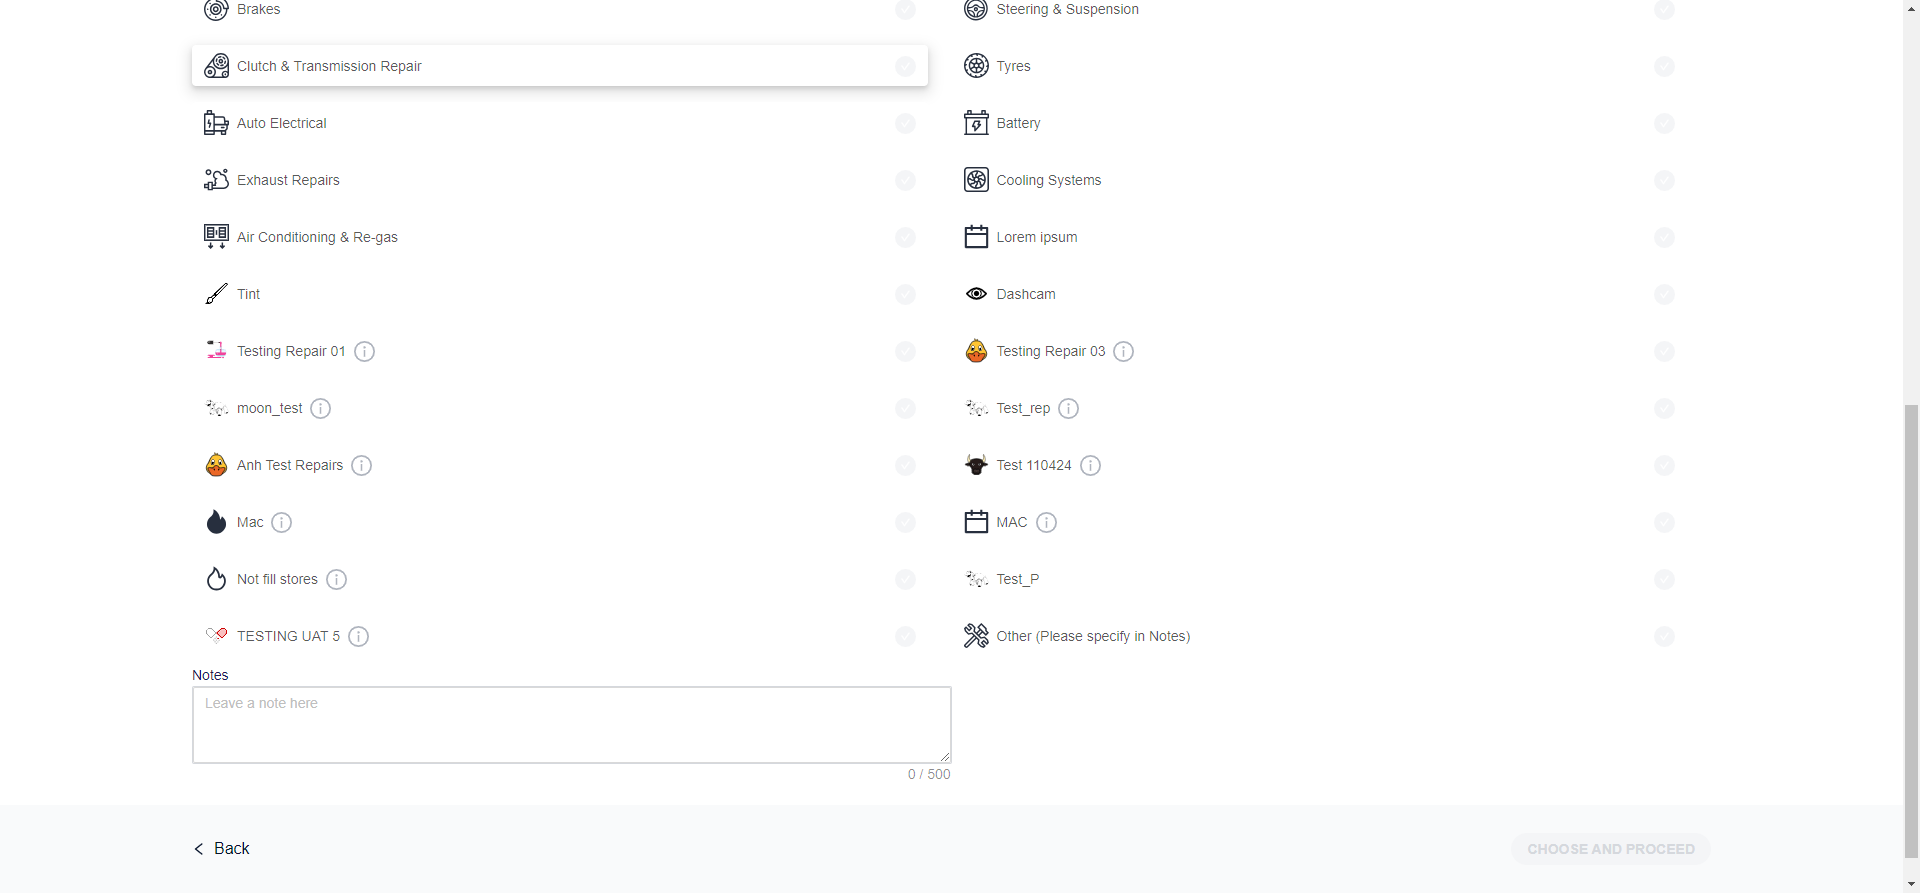 Brakes
Steering & Suspension
Clutch & Transmission Repair
Tyres
Auto Electrical
Battery
Exhaust Repairs
Cooling Systems
Air Conditioning & Re-gas
Lorem ipsum
Tint
Dashcam
Testing Repair 01
Testing Repair 03
moon_test
Test_rep
Anh Test Repairs
Test 110424
Mac
MAC
Not fill stores
Test_P
TESTING UAT 5
Other (Please specify in Notes)
Notes
Leave a note here
0 / 500
Back
CHOOSE AND PROCEED